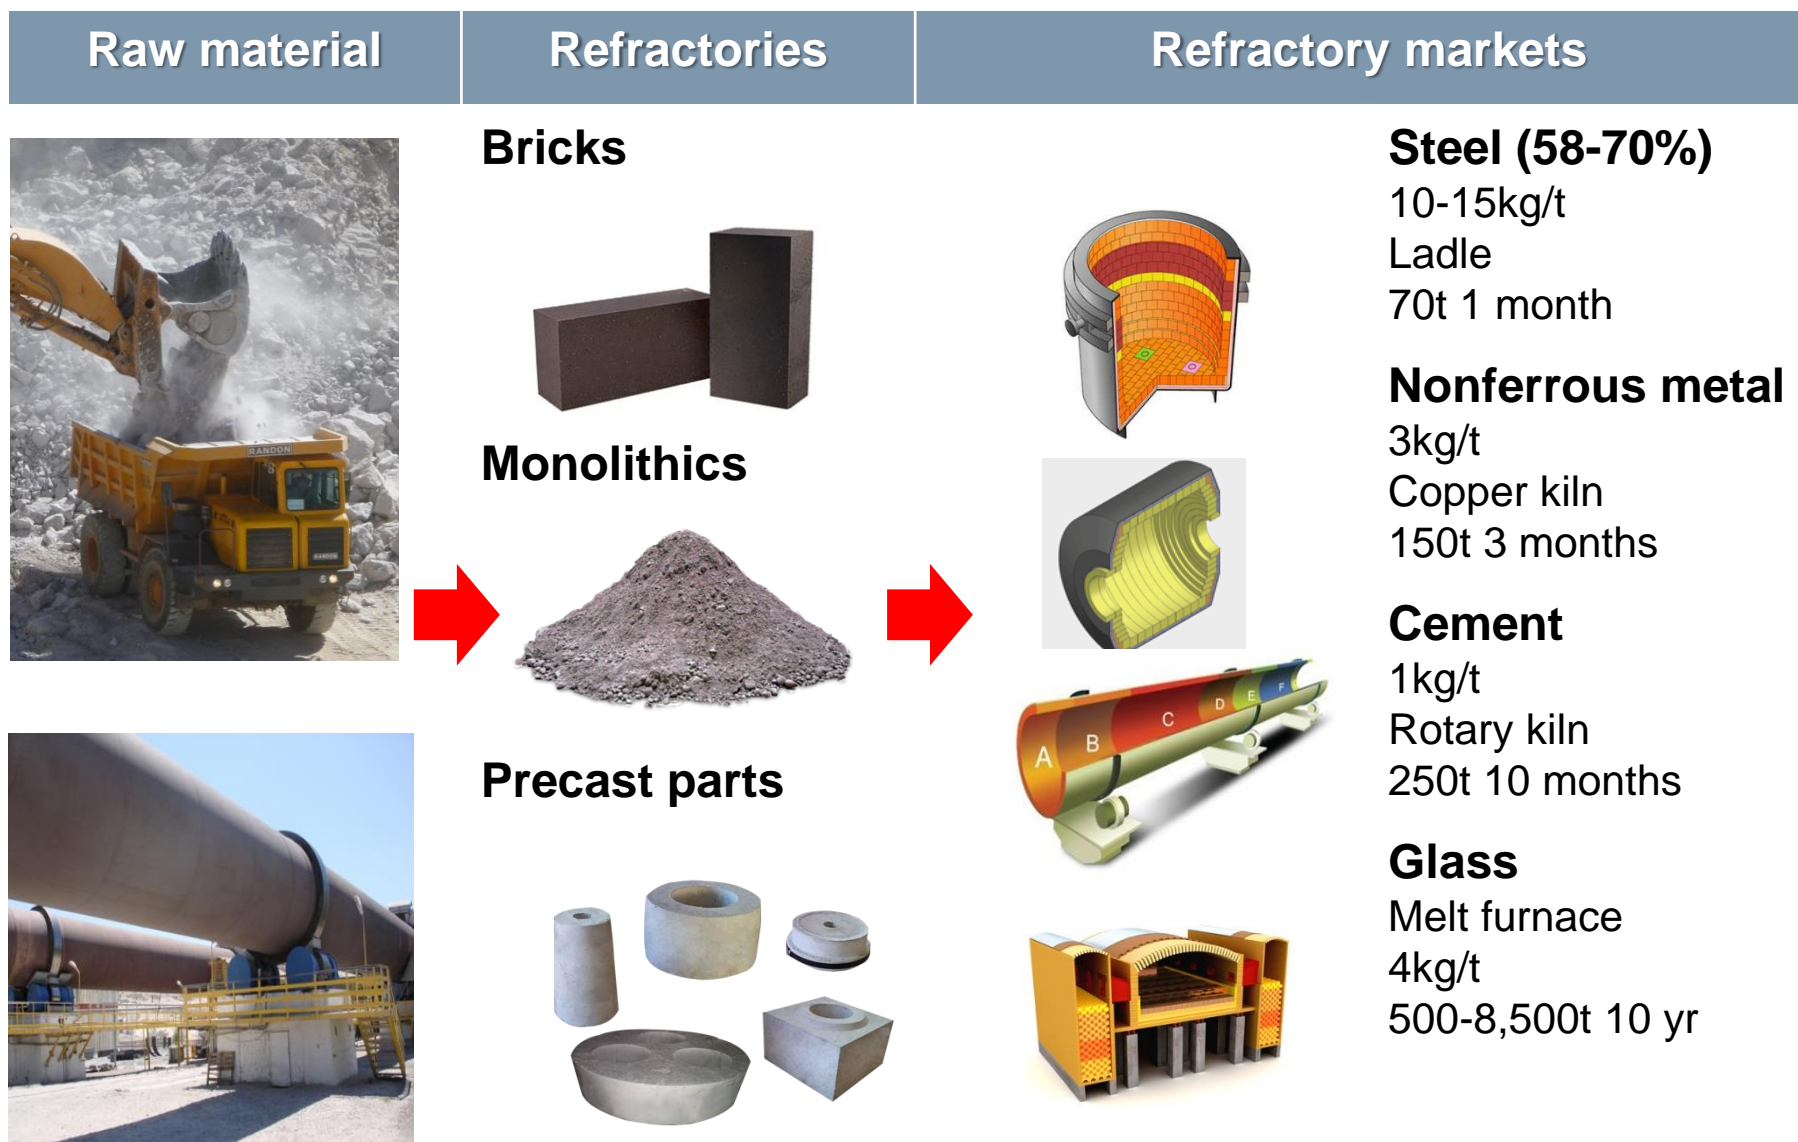 Raw material
Refractories
Refractory markets
Bricks
Monolithics
Precast parts
RANDON
RANDON
A
B
C
D
E
F
Steel (58-70%)
10-15kg/t
Ladle
70t 1 month
Nonferrous metal
3kg/t
Copper kiln
150t 3 months
Cement
1kg/t
Rotary kiln
250t 10 months
Glass
Melt furnace
4kg/t
500-8,500t 10 yr